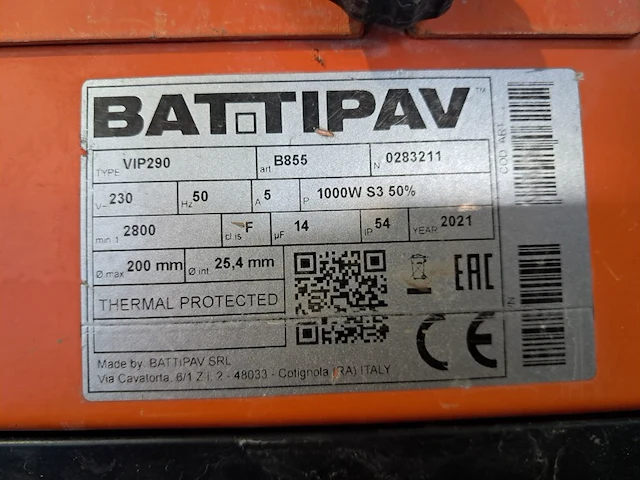 BATTIPAV™
TYPE VIP290 art B855 N 0283211
V~ 230 Hz 50 A 5 P 1000W S3 50%
min-1 2800 cl is F µF 14 IP 54 YEAR 2021
Ø max 200 mm Ø int 25,4 mm
EAC
THERMAL PROTECTED
CE
Made by BATTIPAV SRL
Via Cavatorta, 6/1 Z.I. 2 - 48033 - Cotignola (RA) ITALY
COD ART
S/N